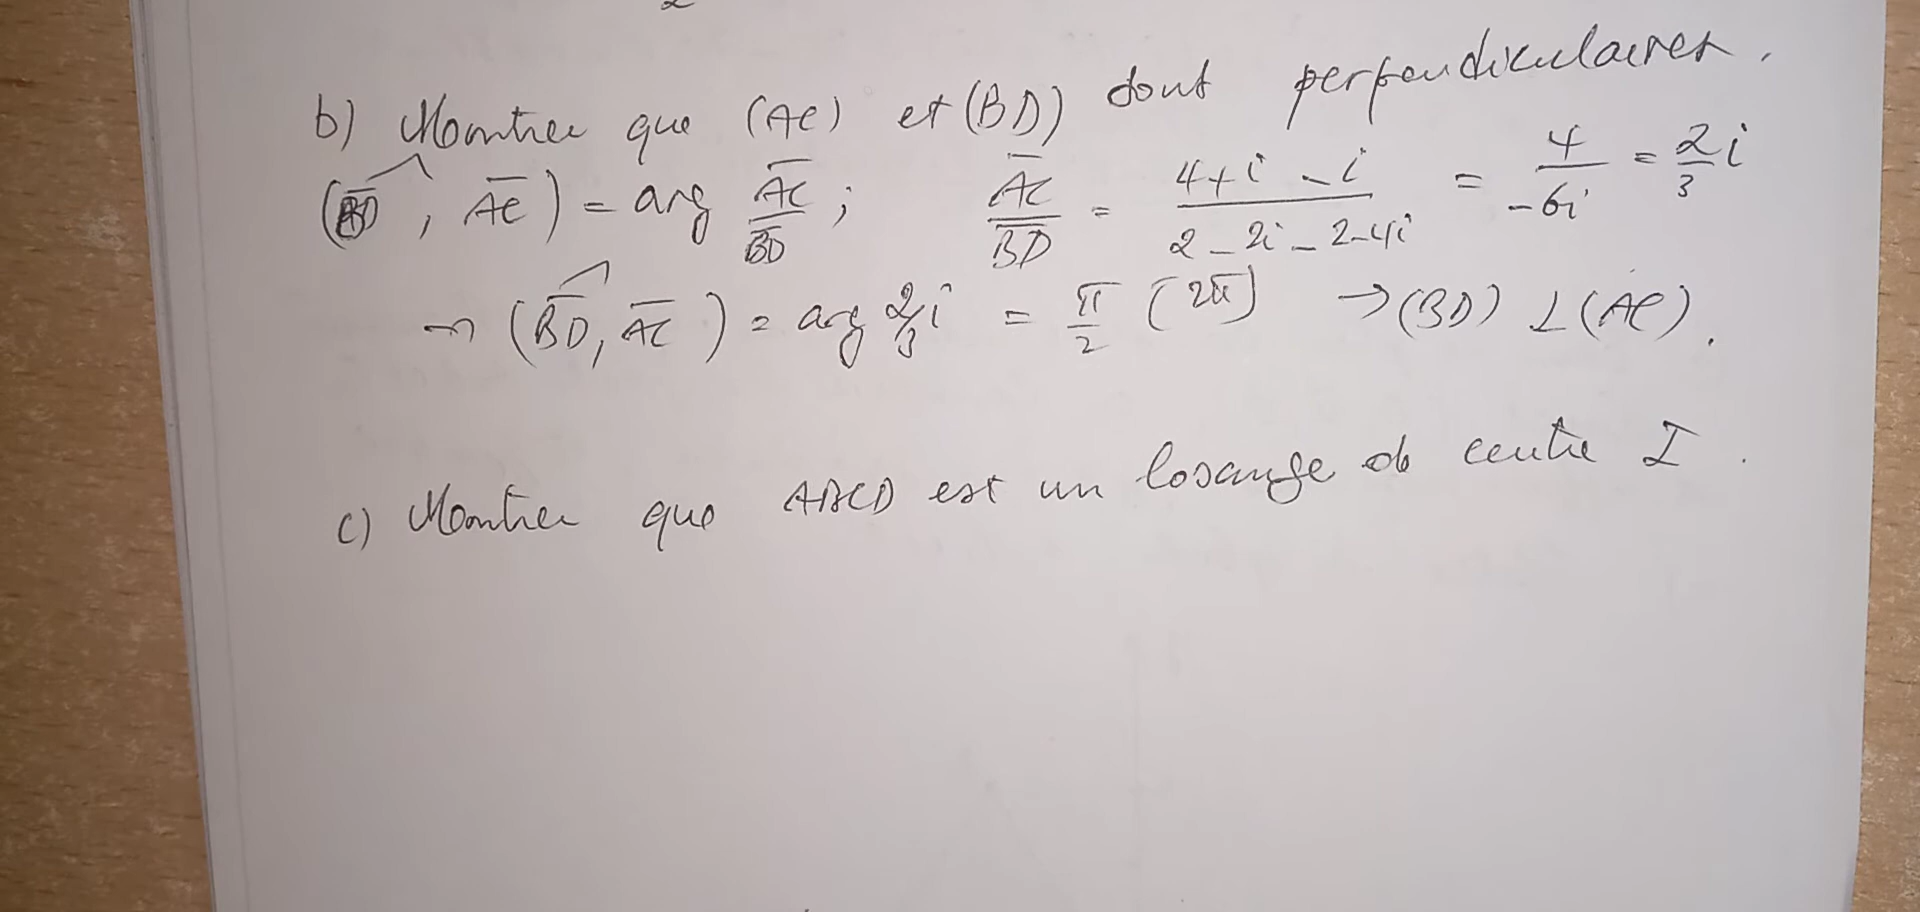 b) Montrer que (AC) et (BD) sont perpendiculaires.
(BD, AC) = arg AC/BD ; AC/BD = (4+i-i)/(2-2i-2-4i) = 4/-6i = 2/3 i
→ (BD, AC) = arg 2/3 i = π/2 [2π] → (BD) ⊥ (AC).
c) Montrer que ABCD est un losange de centre I.